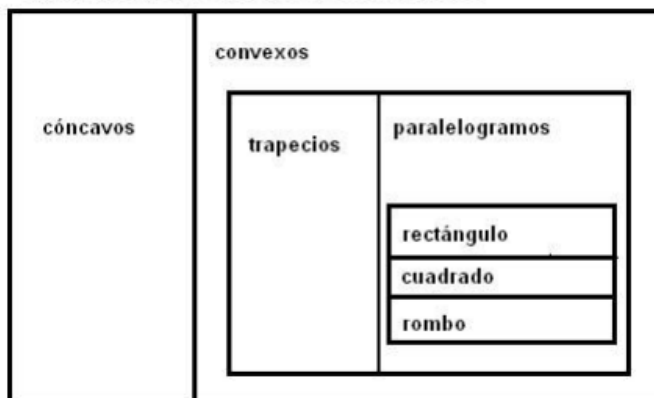 convexos
cóncavos
trapecios
paralelogramos
rectángulo
cuadrado
rombo